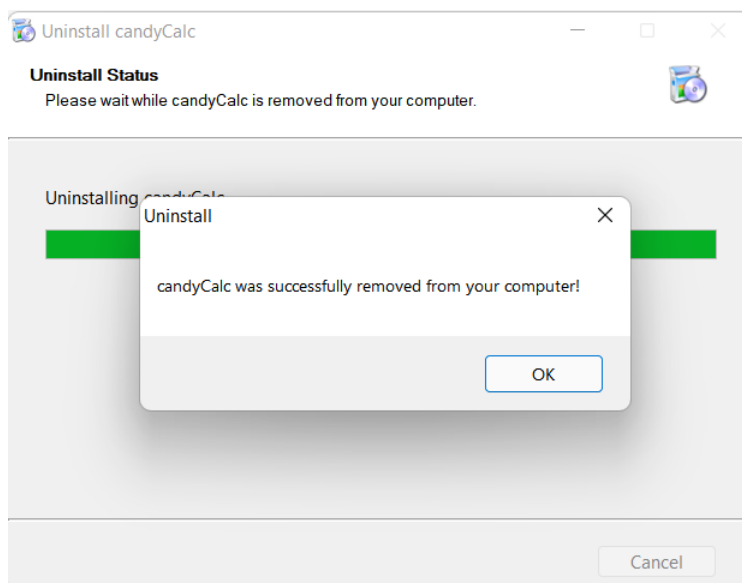 Uninstall candyCalc
Uninstall Status
Please wait while candyCalc is removed from your computer.
Uninstalling
Uninstall
candyCalc was successfully removed from your computer!
OK
Cancel